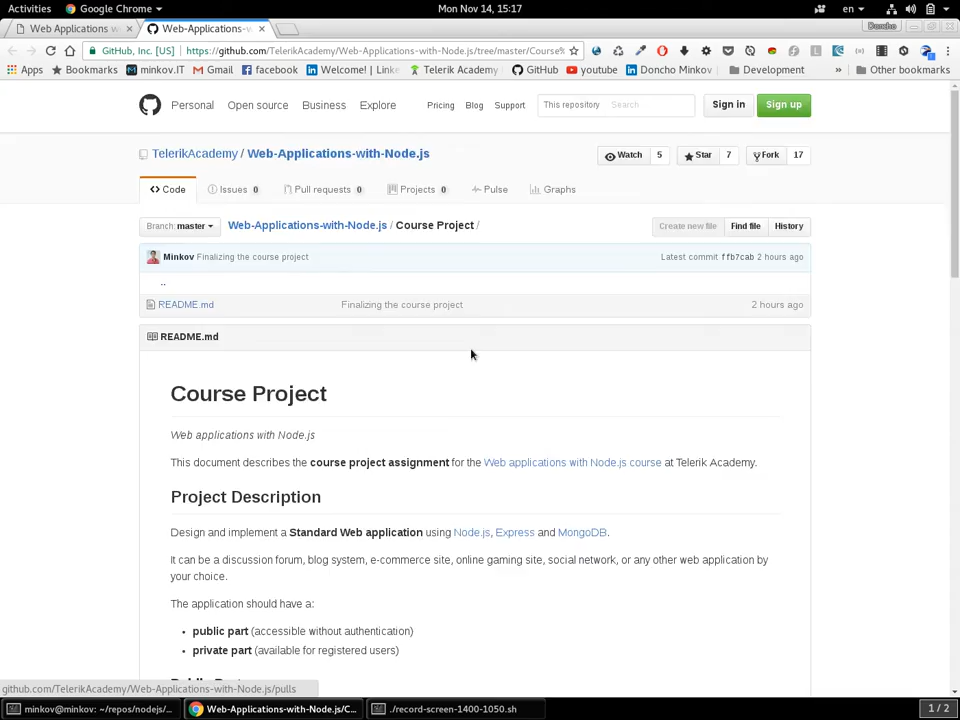 Activities Google Chrome Mon Nov 14, 15:17 en
Web Applications w × Web-Applications-w × Doncho
GitHub, Inc. [US] https://github.com/TelerikAcademy/Web-Applications-with-Node.js/tree/master/Course%
Apps Bookmarks minkov.IT Gmail facebook Welcome! | Linke Telerik Academy GitHub youtube Doncho Minkov Development » Other bookmarks
Personal Open source Business Explore Pricing Blog Support This repository Search Sign in Sign up
TelerikAcademy / Web-Applications-with-Node.js Watch 5 Star 7 Fork 17
Code Issues 0 Pull requests 0 Projects 0 Pulse Graphs
Branch: master Web-Applications-with-Node.js / Course Project / Create new file Find file History
Minkov Finalizing the course project Latest commit ffb7cab 2 hours ago
..
README.md Finalizing the course project 2 hours ago
README.md
Course Project
Web applications with Node.js
This document describes the course project assignment for the Web applications with Node.js course at Telerik Academy.
Project Description
Design and implement a Standard Web application using Node.js, Express and MongoDB.
It can be a discussion forum, blog system, e-commerce site, online gaming site, social network, or any other web application by
your choice.
The application should have a:
• public part (accessible without authentication)
• private part (available for registered users)
Public Part
github.com/TelerikAcademy/Web-Applications-with-Node.js/pulls
minkov@minkov: ~/repos/nodejs/... Web-Applications-with-Node.js/C... ./record-screen-1400-1050.sh 1 / 2